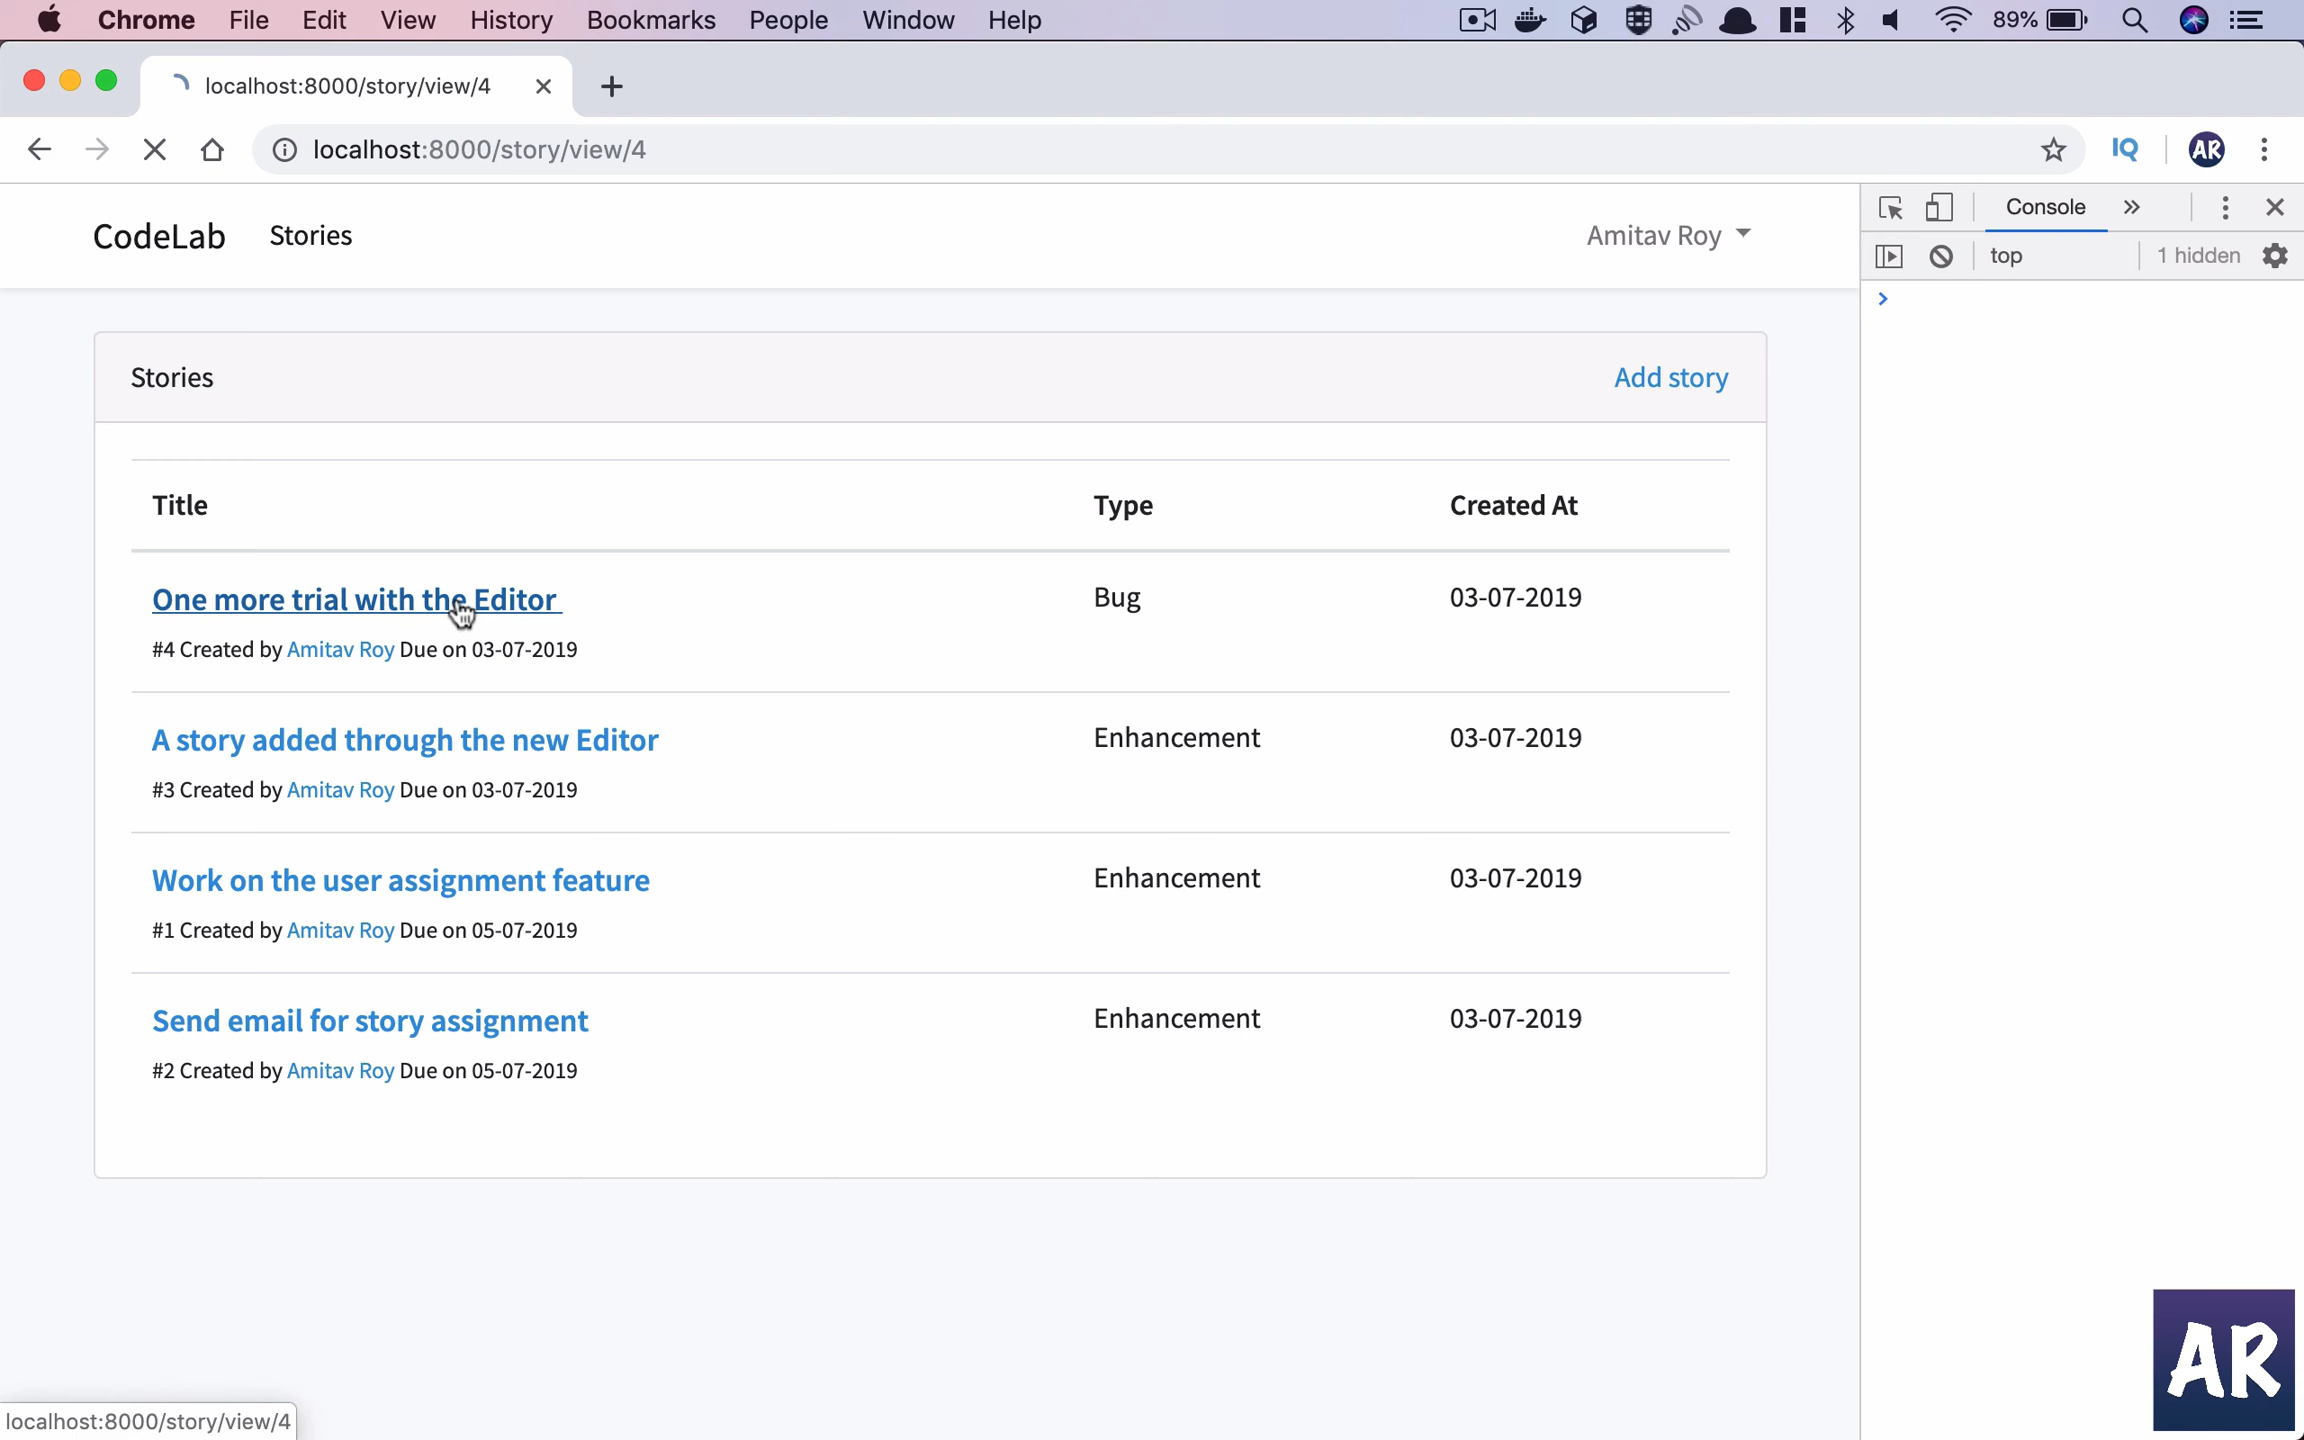 Chrome File Edit View History Bookmarks People Window Help 89%
localhost:8000/story/view/4
localhost:8000/story/view/4 IQ AR
CodeLab Stories Amitav Roy
Console
top 1 hidden
Stories Add story
Title Type Created At
One more trial with the Editor Bug 03-07-2019
#4 Created by Amitav Roy Due on 03-07-2019
A story added through the new Editor Enhancement 03-07-2019
#3 Created by Amitav Roy Due on 03-07-2019
Work on the user assignment feature Enhancement 03-07-2019
#1 Created by Amitav Roy Due on 05-07-2019
Send email for story assignment Enhancement 03-07-2019
#2 Created by Amitav Roy Due on 05-07-2019
AR
localhost:8000/story/view/4